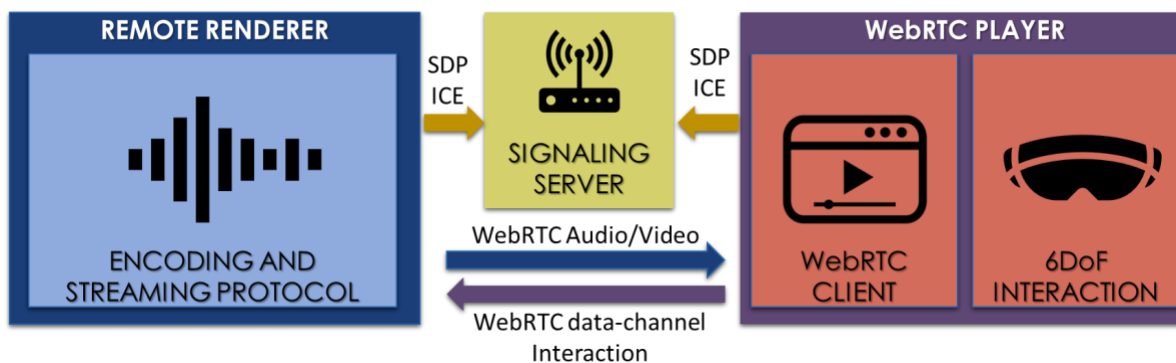 REMOTE RENDERER
ENCODING AND
STREAMING PROTOCOL
SDP
ICE
SIGNALING
SERVER
SDP
ICE
WebRTC Audio/Video
WebRTC data-channel
Interaction
WebRTC PLAYER
WebRTC
CLIENT
6DoF
INTERACTION